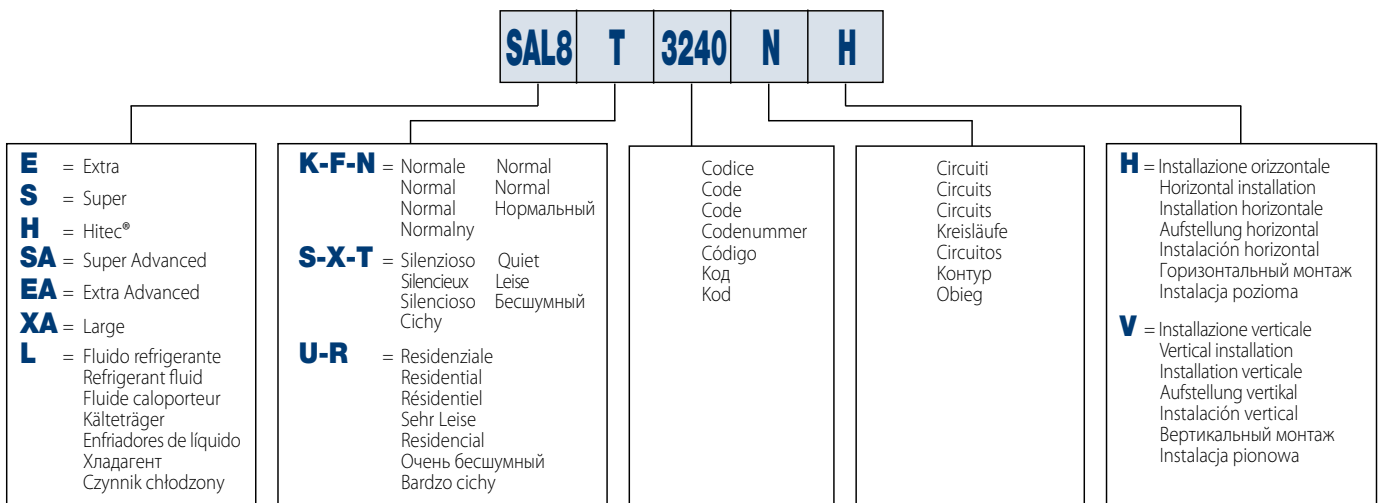 SAL8 T 3240 N H
E = Extra
S = Super
H = Hitec®
SA = Super Advanced
EA = Extra Advanced
XA = Large
L = Fluido refrigerante
Refrigerant fluid
Fluide caloporteur
Kälteträger
Enfriadores de líquido
Хладагент
Czynnik chłodzony
K-F-N = Normale Normal
Normal Normal
Normal Нормальный
Normalny
S-X-T = Silenzioso Quiet
Silencieux Leise
Silencioso Бесшумный
Cichy
U-R = Residenziale
Residential
Résidentiel
Sehr Leise
Residencial
Очень бесшумный
Bardzo cichy
Codice
Code
Code
Codenummer
Código
Код
Kod
Circuiti
Circuits
Circuits
Kreisläufe
Circuitos
Контур
Obieg
H = Installazione orizzontale
Horizontal installation
Installation horizontale
Aufstellung horizontal
Instalación horizontal
Горизонтальный монтаж
Instalacja pozioma
V = Installazione verticale
Vertical installation
Installation verticale
Aufstellung vertikal
Instalación vertical
Вертикальный монтаж
Instalacja pionowa